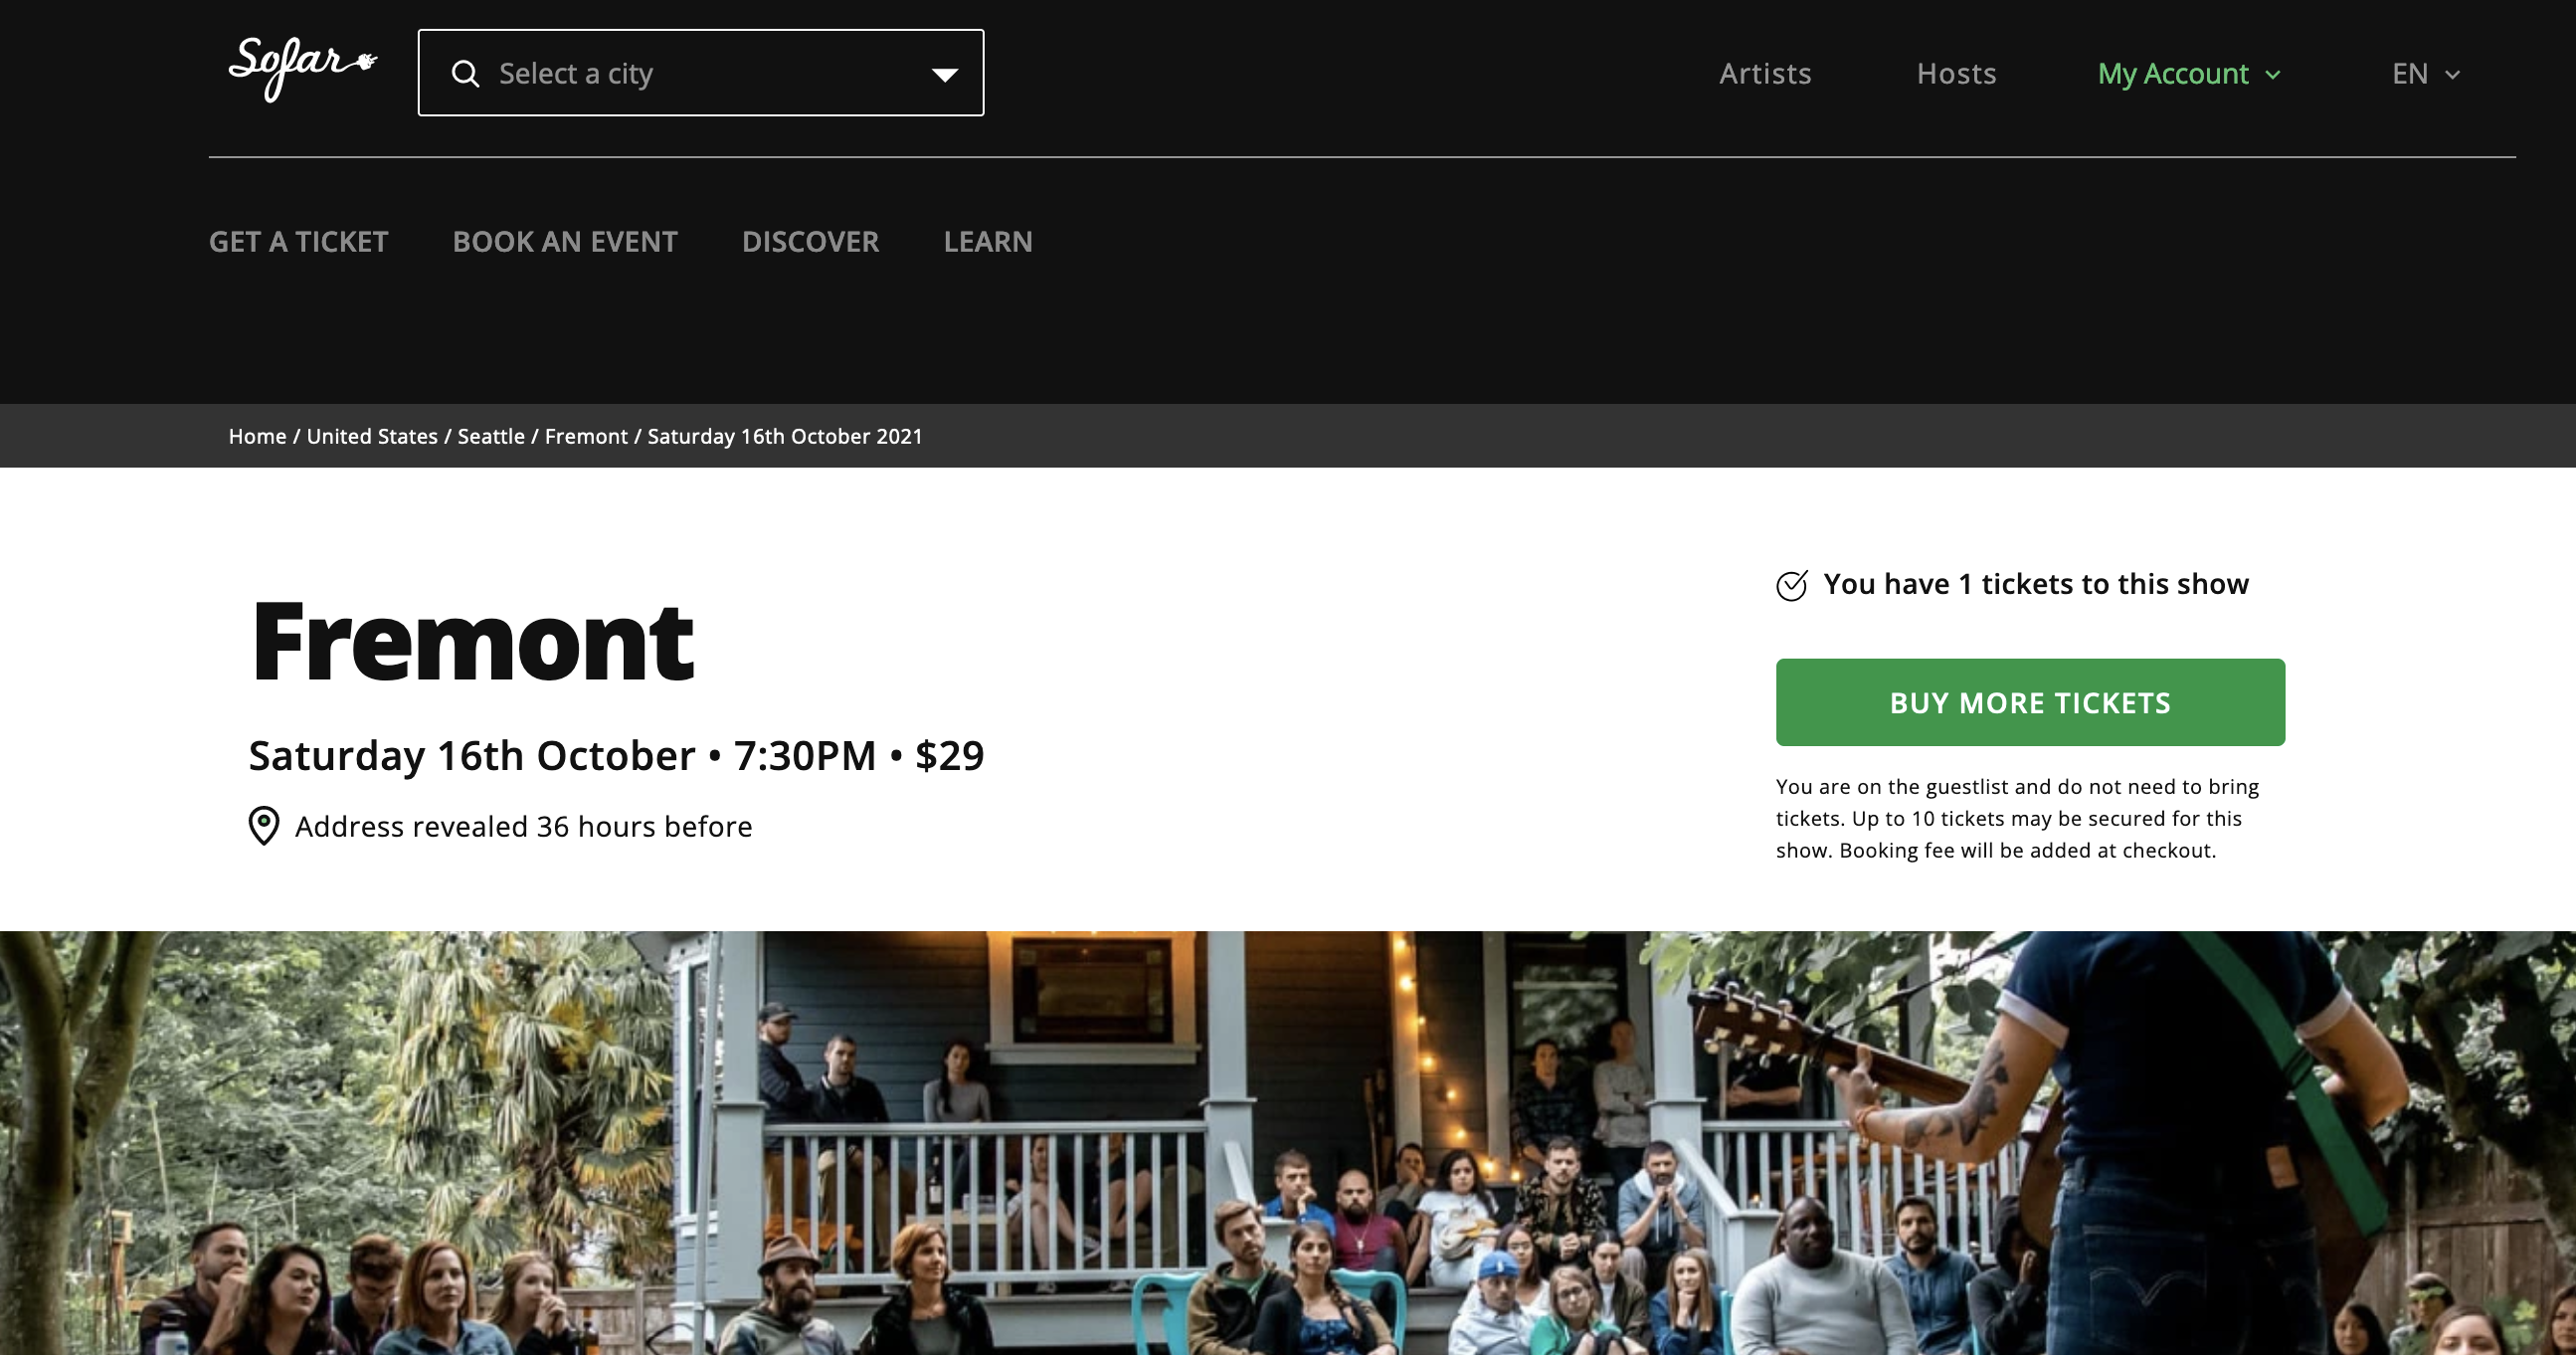 Sofar
Select a city
Artists
Hosts
My Account
EN
GET A TICKET
BOOK AN EVENT
DISCOVER
LEARN
Home / United States / Seattle / Fremont / Saturday 16th October 2021
Fremont
Saturday 16th October • 7:30PM • $29
Address revealed 36 hours before
You have 1 tickets to this show
BUY MORE TICKETS
You are on the guestlist and do not need to bring
tickets. Up to 10 tickets may be secured for this
show. Booking fee will be added at checkout.